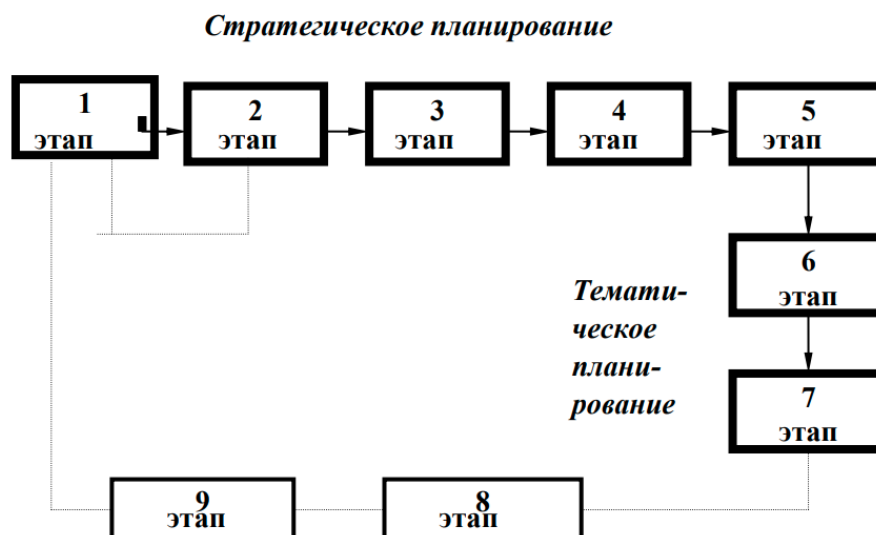 Стратегическое планирование
1
этап
2
этап
3
этап
4
этап
5
этап
6
этап
Темати-
ческое
плани-
рование
7
этап
9
этап
8
этап